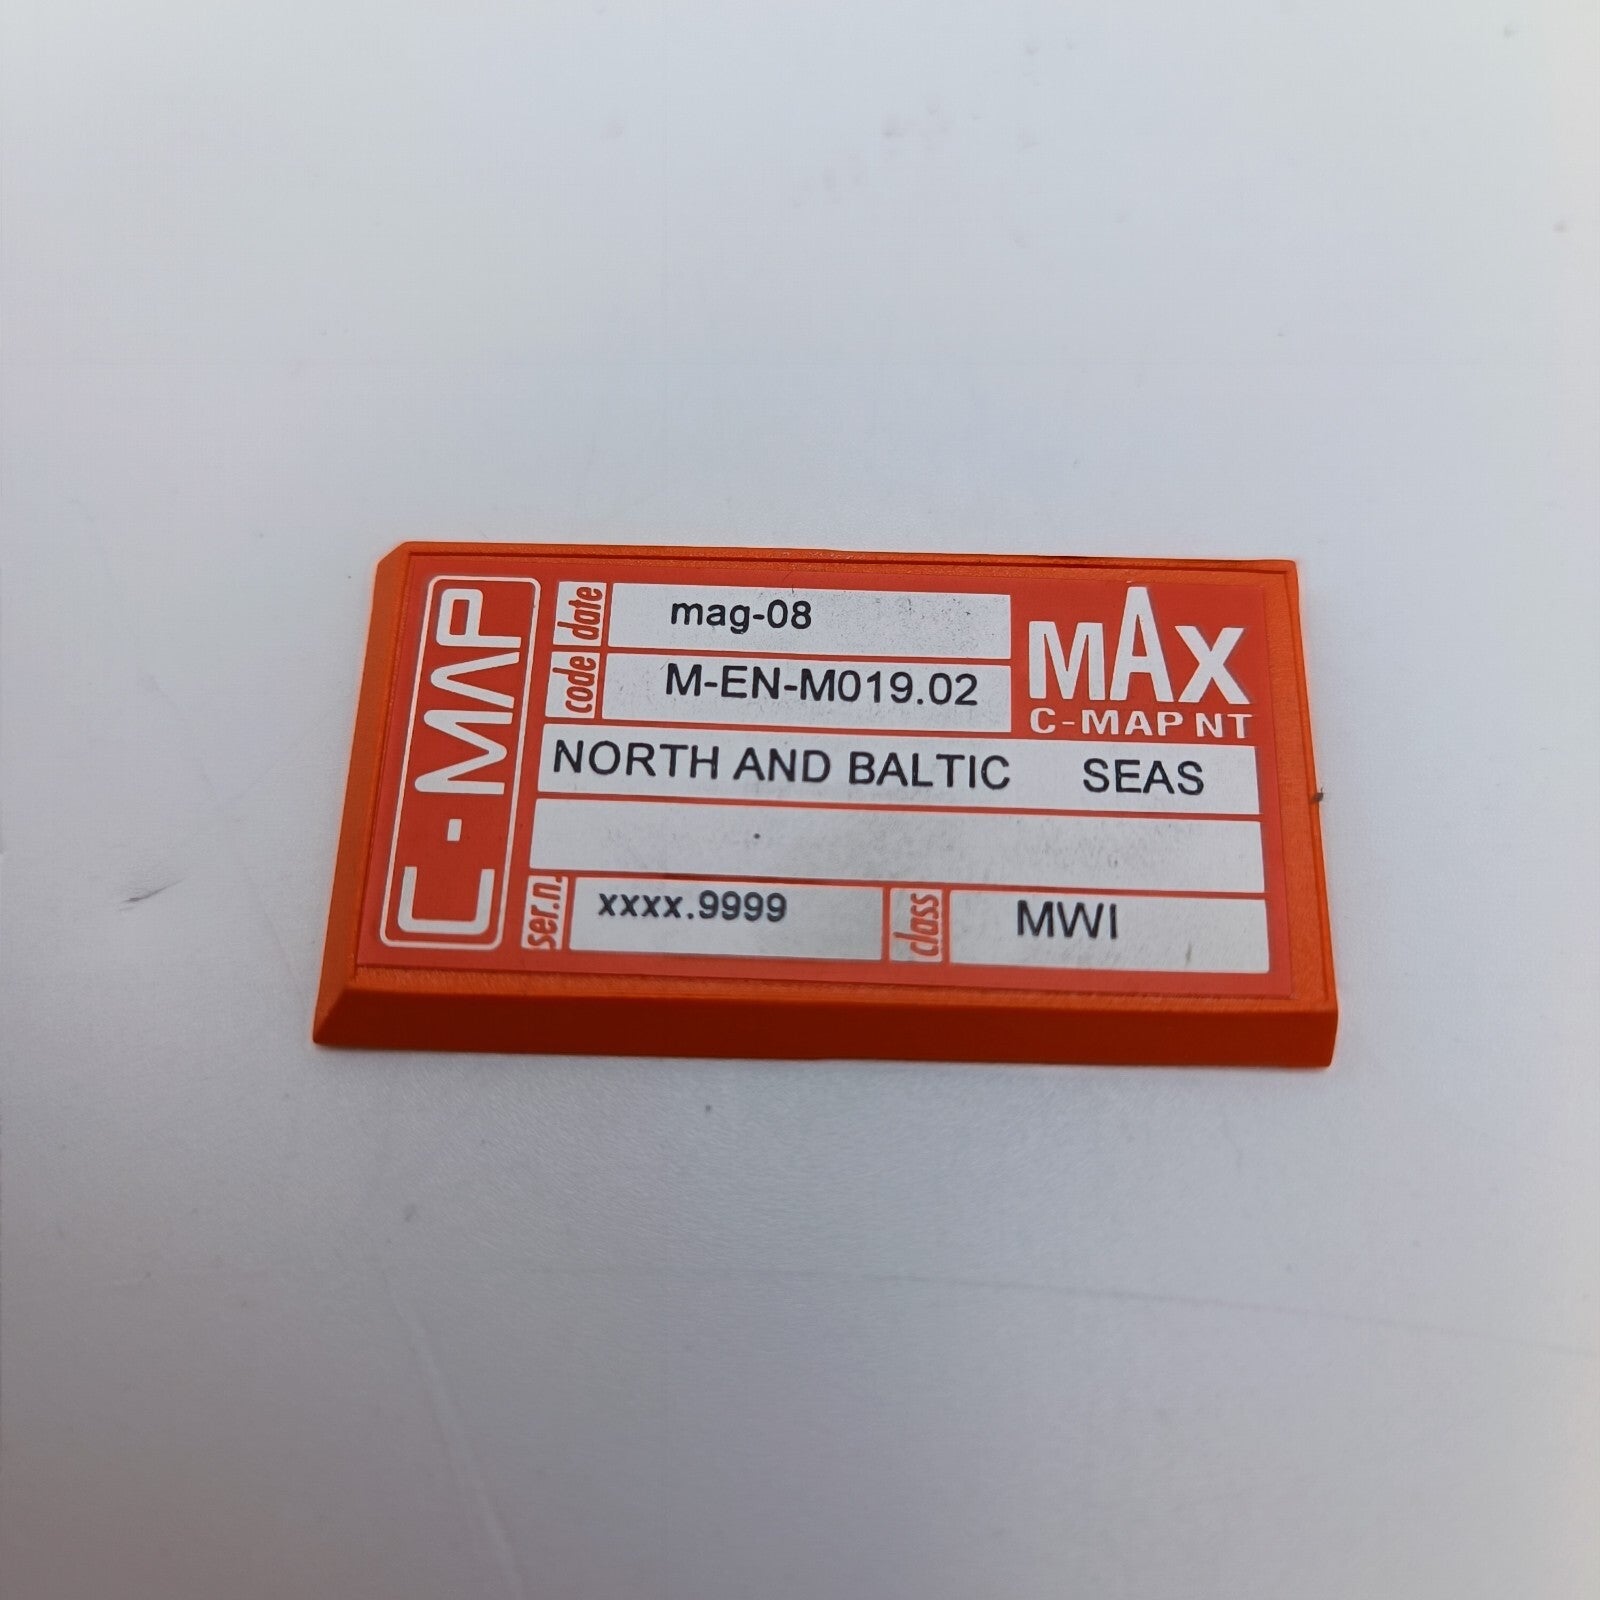 C-MAP
date mag-08
code M-EN-M019.02
MAX
C-MAP NT
NORTH AND BALTIC SEAS
ser.n. xxxx.9999
class MWI